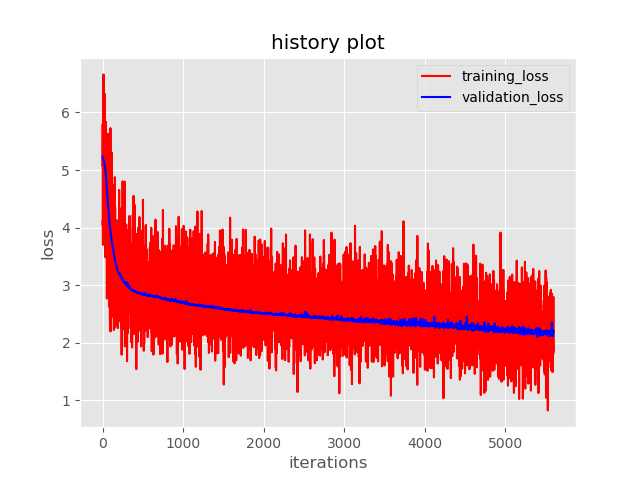 history plot
training_loss
validation_loss
6
5
4
3
2
1
loss
0 1000 2000 3000 4000 5000
iterations